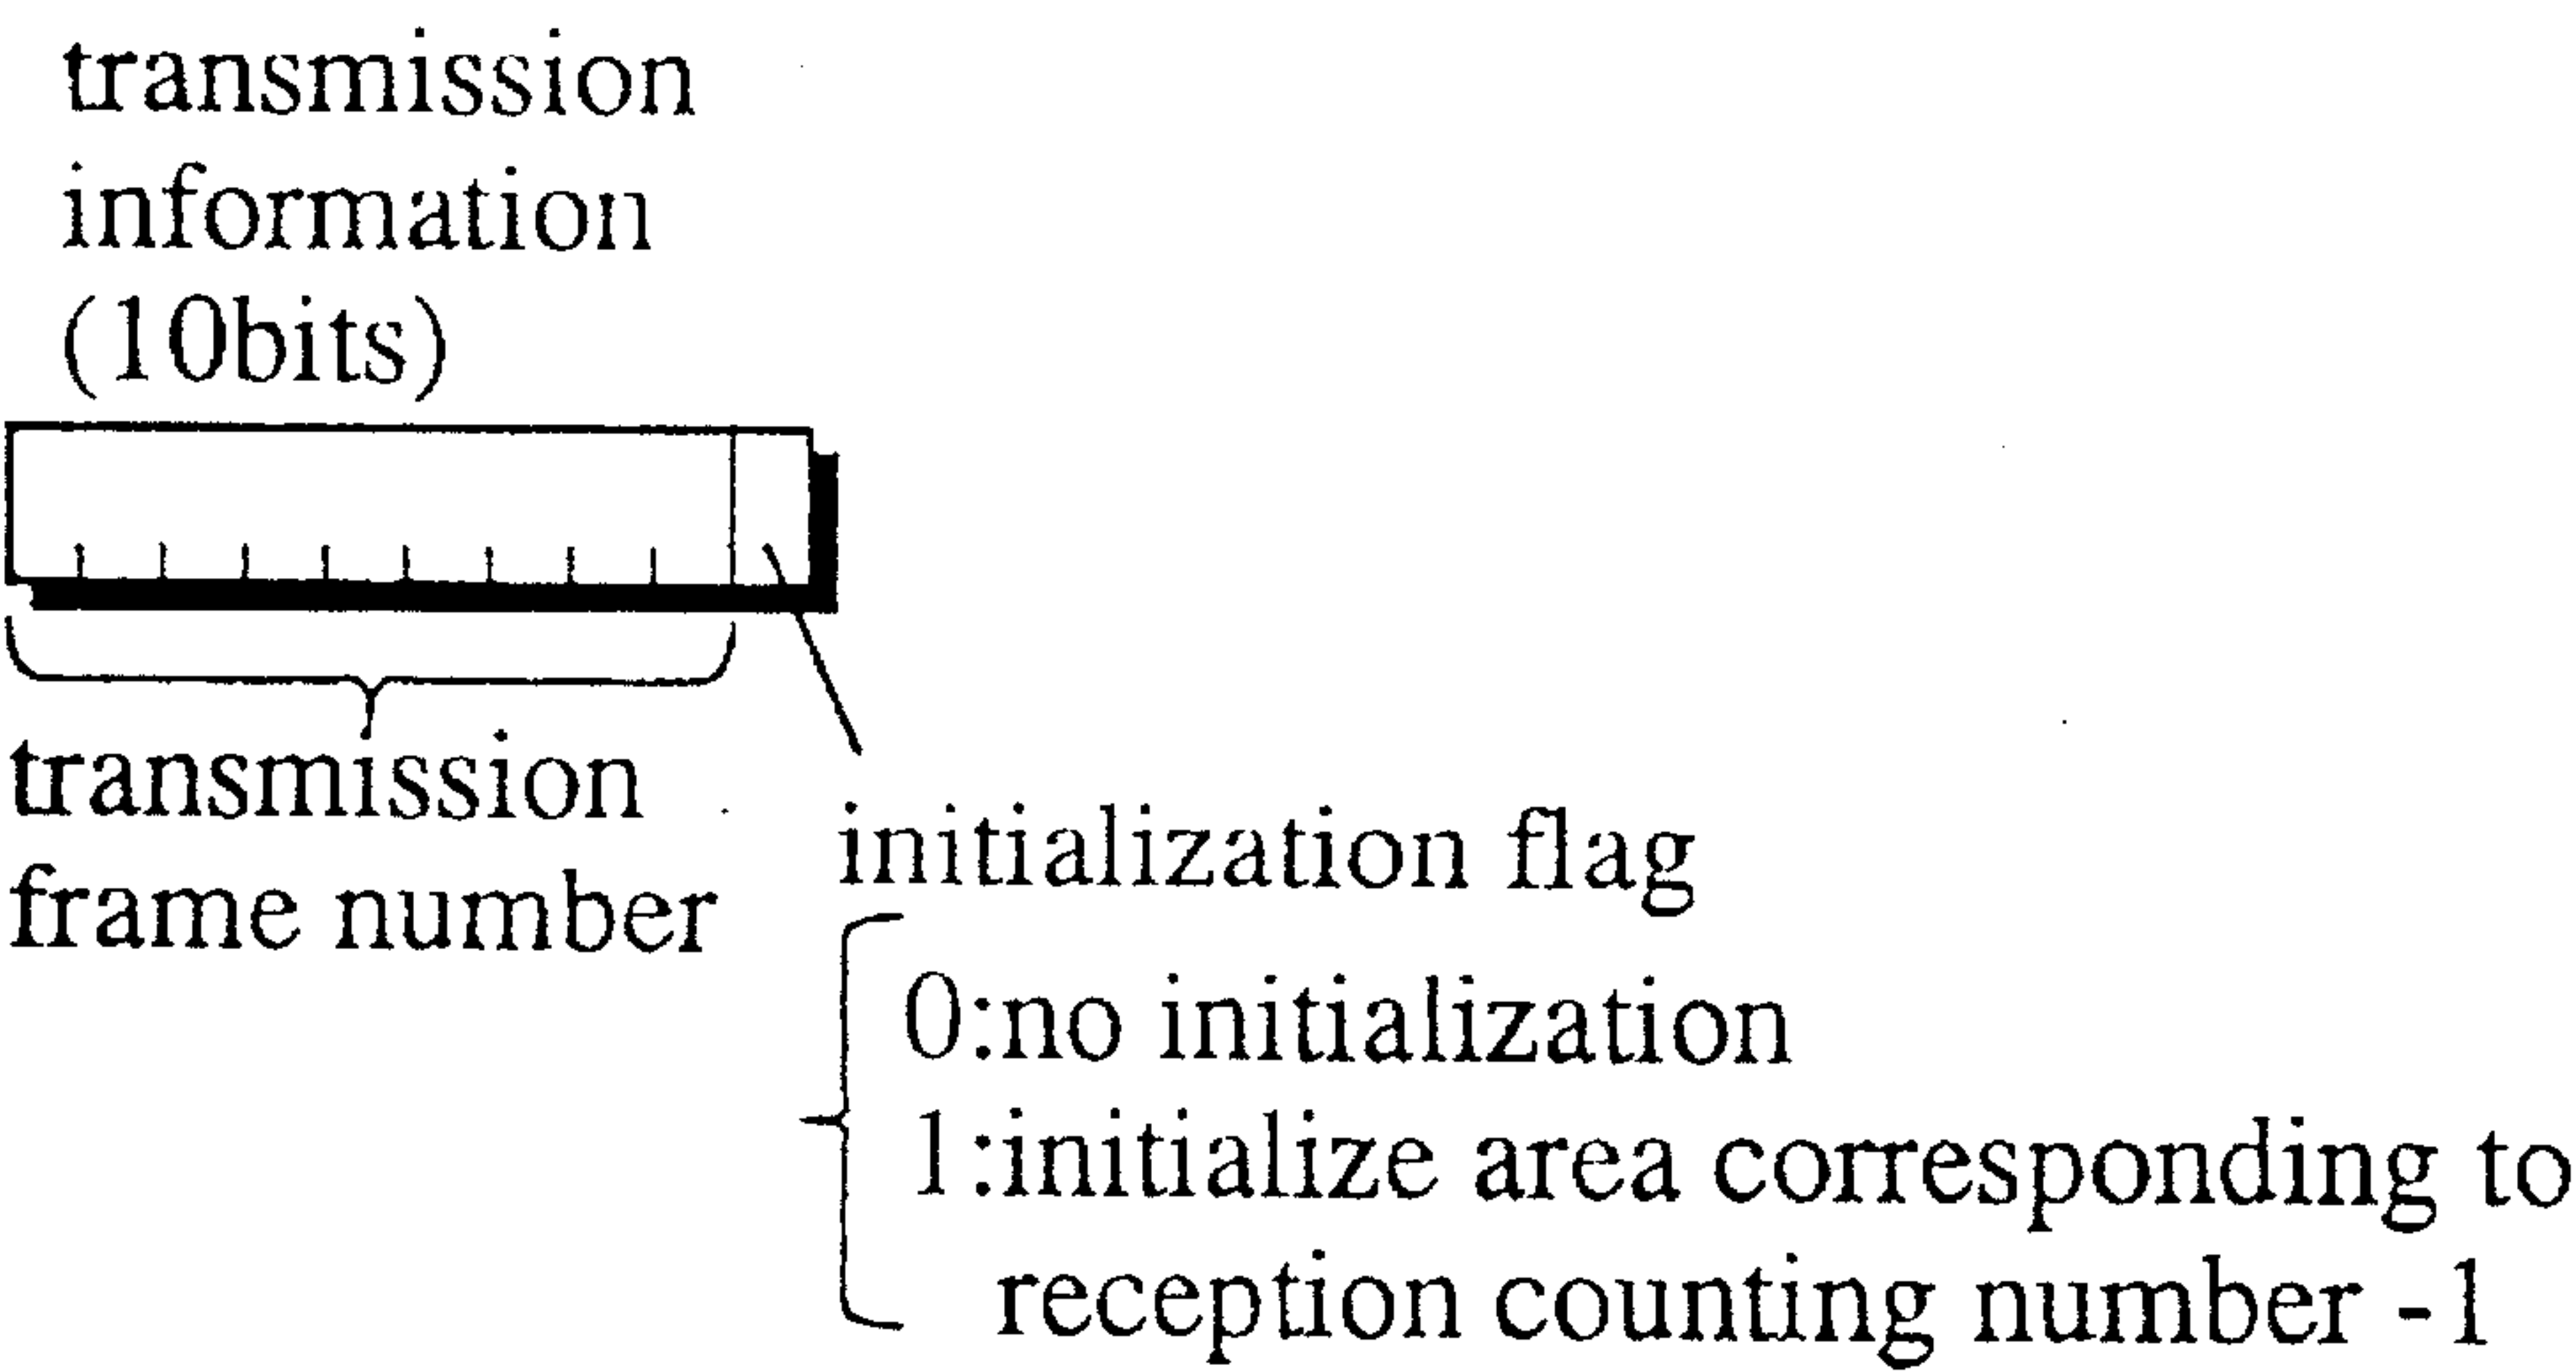 transmission
information
(10bits)
transmission
frame number
initialization flag
0:no initialization
1:initialize area corresponding to
reception counting number -1